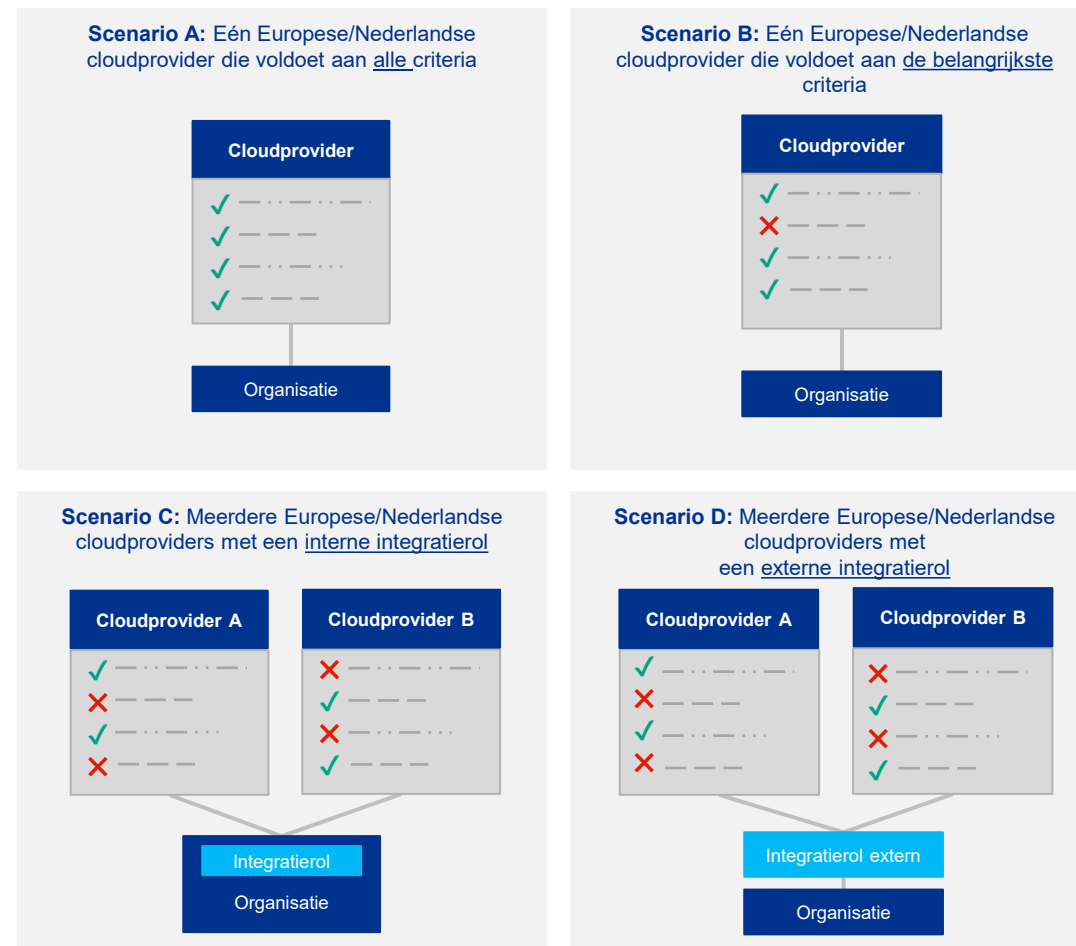 Scenario A: Eén Europese/Nederlandse
cloudprovider die voldoet aan alle criteria
Cloudprovider
Organisatie
Scenario B: Eén Europese/Nederlandse
cloudprovider die voldoet aan de belangrijkste
criteria
Cloudprovider
Organisatie
Scenario C: Meerdere Europese/Nederlandse
cloudproviders met een interne integratierol
Cloudprovider A
Cloudprovider B
Integratierol
Organisatie
Scenario D: Meerdere Europese/Nederlandse
cloudproviders met
een externe integratierol
Cloudprovider A
Cloudprovider B
Integratierol extern
Organisatie